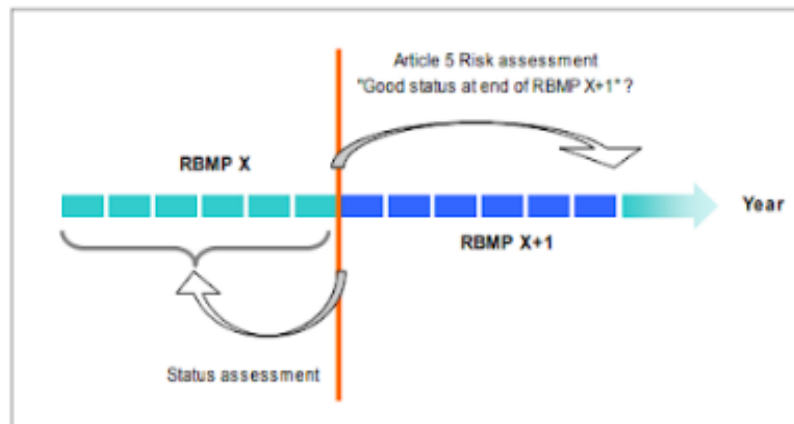 Article 5 Risk assessment
"Good status at end of RBMP X+1" ?
RBMP X
Year
RBMP X+1
Status assessment